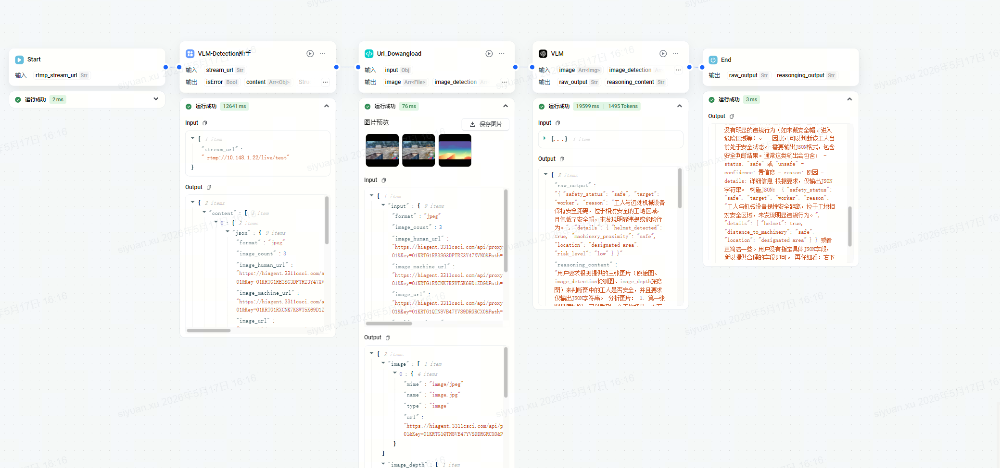 Start
输入 rtmp_stream_url Str
运行成功 2 ms
VLM-Detection助手
输入 stream_url Str
输出 isError Bool content Arr<Obj> Stru
运行成功 12641 ms
Input
{ 1 item
"stream_url" :
" rtmp://10.148.1.22/live/test"
}
Output
{ 2 items
"content" : [ 1 item
0 : { 3 items
"json" : { 9 items
"format" : "jpeg"
"image_count" : 3
"image_human_url" :
"https://hiagent.3311csci.com/a
01&Key=01KRTG1RE3SG3DFTRZ3Y47XV
"image_machine_url" :
"https://hiagent.3311csci.com/a
01&Key=01KRTG1RXCNK7KSWT5K69D1Z
"image_url" :
Url_Dowangload
输入 input Obj
输出 image Arr<File> image_detection Arr
运行成功 76 ms
图片预览 保存图片
Input
{ 1 item
"input" : { 9 items
"format" : "jpeg"
"image_count" : 3
"image_human_url" :
"https://hiagent.3311csci.com/api/proxy
01&Key=01KRTG1RE3SG3DFTRZ3Y47XVN0&Path=
"image_machine_url" :
"https://hiagent.3311csci.com/api/proxy
01&Key=01KRTG1RXCNK7KSWT5K69D1ZDG&Path=
"image_url" :
"https://hiagent.3311csci.com/api/proxy
01&Key=01KRTG1QTN8VB47YVS9DRGRCX0&Path=
Output
{ 3 items
"image" : [ 1 item
0 : { 4 items
"mime" : "image/jpeg"
"name" : "image.jpg"
"type" : "image"
"url" :
"https://hiagent.3311csci.com/api/p
01&Key=01KRTG1QTN8VB47YVS9DRGRCX0&P
}
]
"image_depth" : [ 1 item
VLM
输入 image Arr<Img> image_detection Arr
输出 raw_output Str reasoning_content Str
运行成功 19599 ms 1495 Tokens
Input
{...} 1 item
Output
{ 2 items
"raw_output" :
"{ "safety_status": "safe", "target":
"worker", "reason": "工人与远处机械设备
保持安全距离，位于相对安全的工地区域，
且佩戴了安全帽，未发现明显违规或危险行
为。", "details": { "helmet_detected":
true, "machinery_proximity": "safe",
"location": "designated area",
"risk_level": "low" } }"
"reasoning_content" :
"用户要求根据提供的三张图片（原始图、
image_detection检测图、image_depth深度
图）来判断图中的工人是否安全，并且要求
仅输出JSON字符串。 分析图片： 1. 第一张
End
输出 raw_output Str reasonging_output Str
运行成功 3 ms
Output
没有明显的违规行为（如未戴安全帽、进入
危险区域等）。 - 因此，可以判断该工人当
前处于安全状态。 需要输出JSON格式，包含
安全判断结果。通常这类输出会包含： -
status: "safe" 或 "unsafe" -
confidence: 置信度 - reason: 原因 -
details: 详细信息 根据要求，仅输出JSON
字符串。 构造JSON： { "safety_status":
"safe", "target": "worker", "reason":
"工人与机械设备保持安全距离，位于工地相
对安全区域，未发现明显违规行为。",
"details": { "helmet": true,
"distance_to_machinery": "safe",
"location": "designated area" } } 或者
更简洁一些。用户没有指定具体JSON字段，
所以提供合理的字段即可。 再仔细看：右下
siyuan.xu 2026年5月17日 16:16